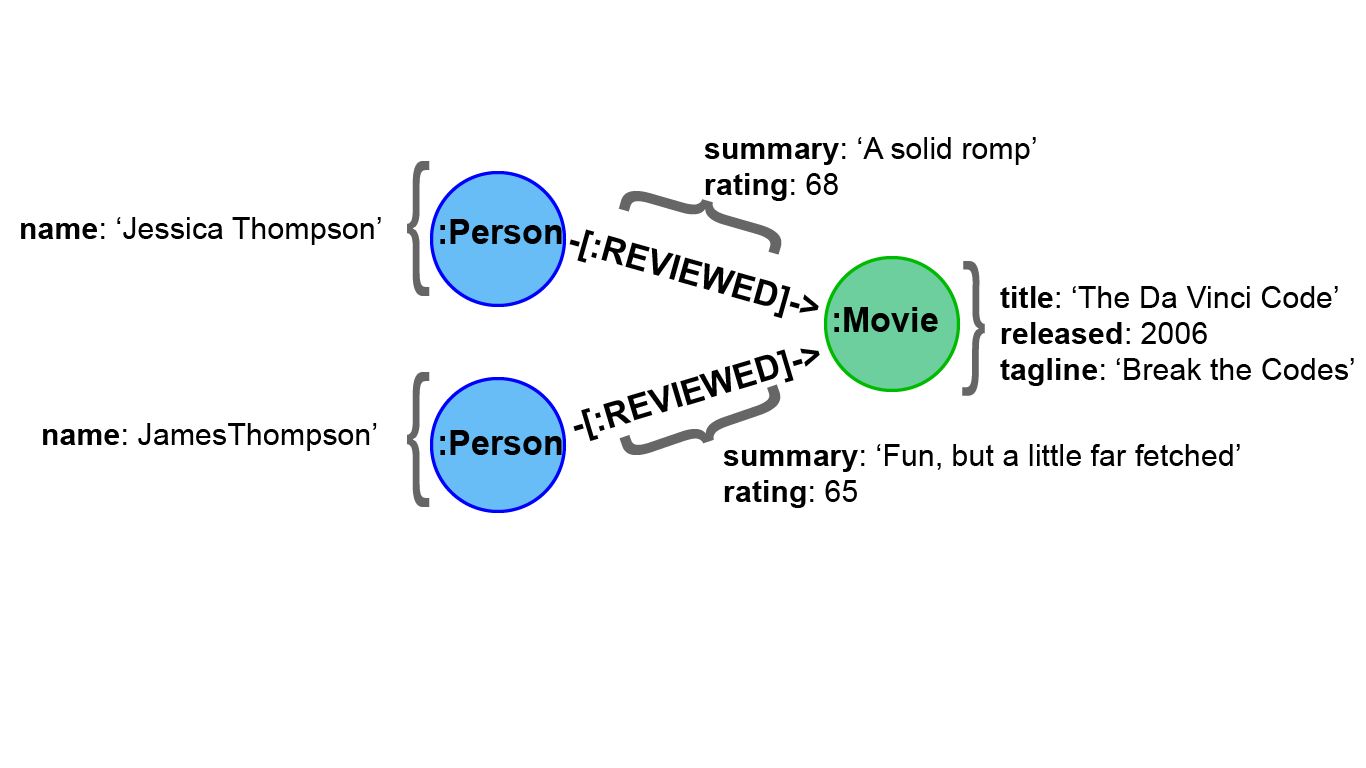 summary: ‘A solid romp’
rating: 68
name: ‘Jessica Thompson’
:Person
-[:REVIEWED]->
:Movie
title: ‘The Da Vinci Code’
released: 2006
tagline: ‘Break the Codes’
-[:REVIEWED]->
name: JamesThompson’
:Person
summary: ‘Fun, but a little far fetched’
rating: 65